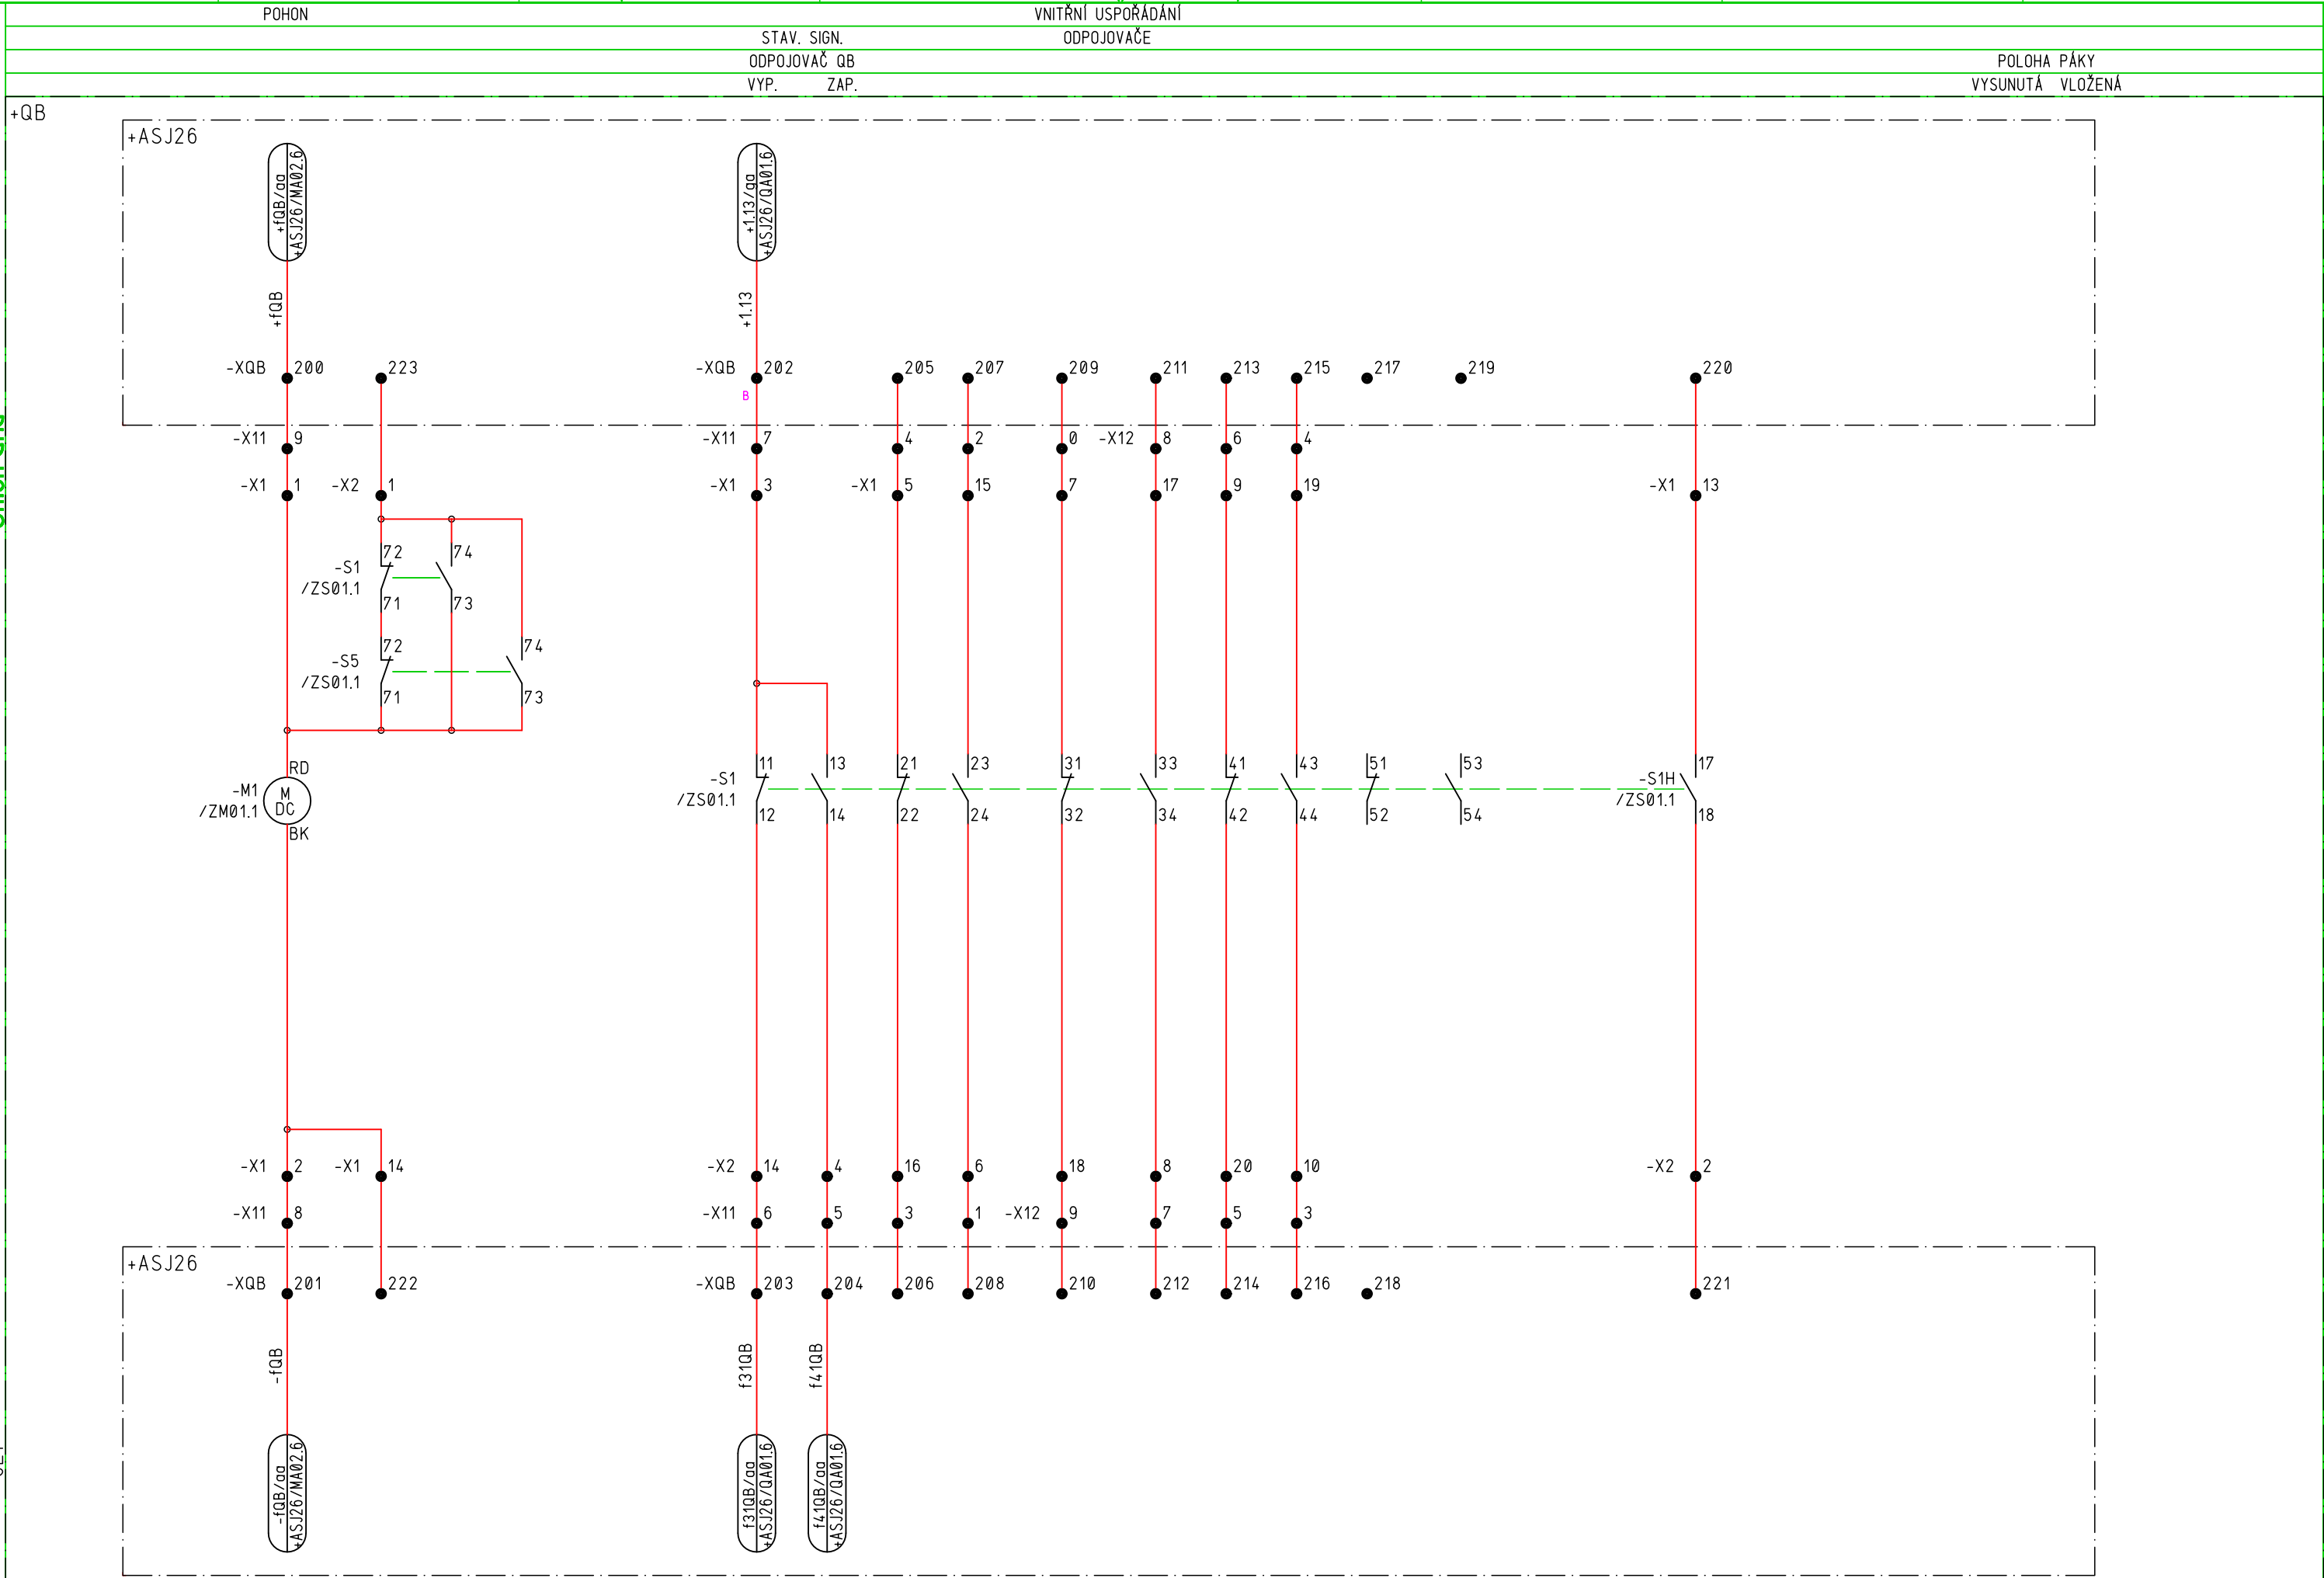 POHON VNITŘNÍ USPOŘÁDÁNÍ
STAV. SIGN. ODPOJOVAČE
ODPOJOVAČ QB POLOHA PÁKY
VYP. ZAP. VYSUNUTÁ VLOŽENÁ
+QB
+ASJ26
+fQB/aa
+ASJ26/MA02.6
+1.13/aa
+ASJ26/QA01.6
+fQB
+1.13
-XQB 200 223 -XQB 202 205 207 209 211 213 215 217 219 220
B
-X11 9 -X11 7 4 2 0 -X12 8 6 4
-X1 1 -X2 1 -X1 3 -X1 5 15 7 17 9 19 -X1 13
72 74
-S1
/ZS01.1
71 73
72 74
-S5
/ZS01.1
71 73
RD
-M1
/ZM01.1
M
DC
BK
11 13 21 23 31 33 41 43 51 53 17
-S1 -S1H
/ZS01.1 /ZS01.1
12 14 22 24 32 34 42 44 52 54 18
-X1 2 -X1 14 -X2 14 4 16 6 18 8 20 10 -X2 2
-X11 8 -X11 6 5 3 1 -X12 9 7 5 3
+ASJ26
-XQB 201 222 -XQB 203 204 206 208 210 212 214 216 218 221
-fQB
f31QB
f41QB
-fQB/aa
+ASJ26/MA02.6
f31QB/aa
+ASJ26/QA01.6
f41QB/aa
+ASJ26/QA01.6